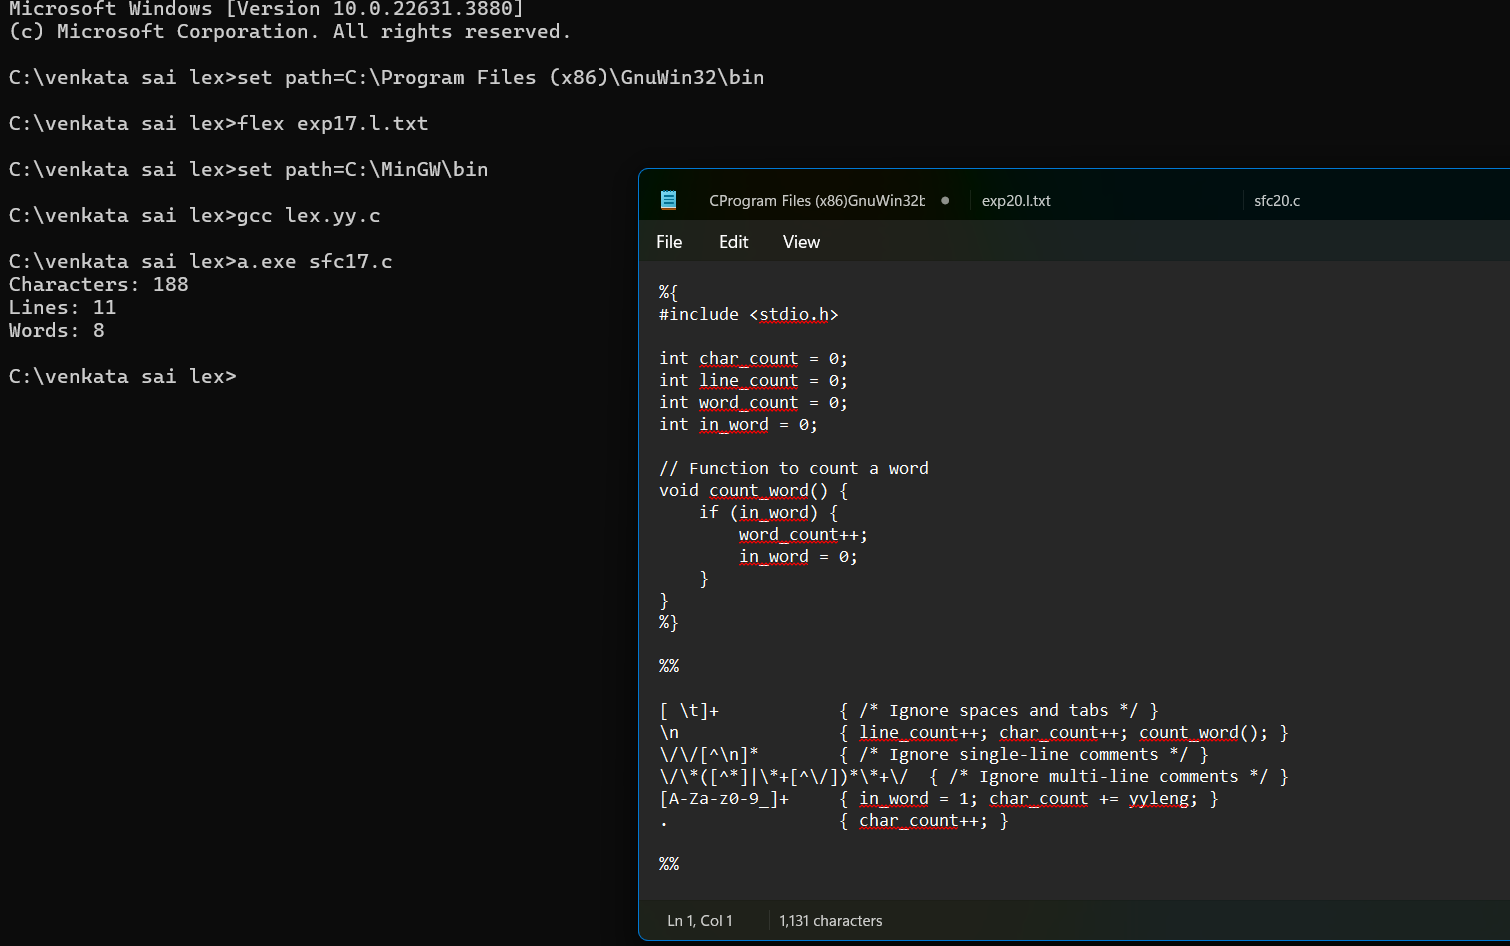 Microsoft Windows [Version 10.0.22631.3880]
(c) Microsoft Corporation. All rights reserved.
C:\venkata sai lex>set path=C:\Program Files (x86)\GnuWin32\bin
C:\venkata sai lex>flex exp17.l.txt
C:\venkata sai lex>set path=C:\MinGW\bin
C:\venkata sai lex>gcc lex.yy.c
C:\venkata sai lex>a.exe sfc17.c
Characters: 188
Lines: 11
Words: 8
C:\venkata sai lex>
CProgram Files (x86)GnuWin32b
exp20.l.txt
sfc20.c
File Edit View
%{
#include <stdio.h>
int char_count = 0;
int line_count = 0;
int word_count = 0;
int in_word = 0;
// Function to count a word
void count_word() {
    if (in_word) {
        word_count++;
        in_word = 0;
    }
}
%}
%%
[ \t]+            { /* Ignore spaces and tabs */ }
\n                { line_count++; char_count++; count_word(); }
\/\/[^\n]*        { /* Ignore single-line comments */ }
\/\*([^*]|\*+[^\/])*\*+\/  { /* Ignore multi-line comments */ }
[A-Za-z0-9_]+     { in_word = 1; char_count += yyleng; }
.                 { char_count++; }
%%
Ln 1, Col 1 1,131 characters